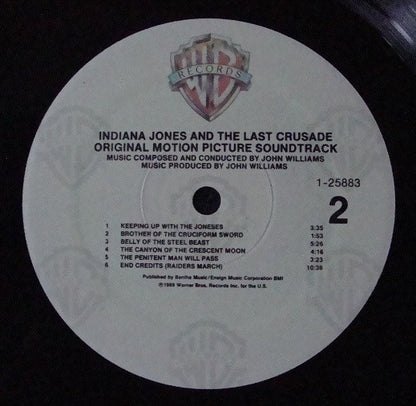 WB
RECORDS
INDIANA JONES AND THE LAST CRUSADE
ORIGINAL MOTION PICTURE SOUNDTRACK
MUSIC COMPOSED AND CONDUCTED BY JOHN WILLIAMS
MUSIC PRODUCED BY JOHN WILLIAMS
1-25883
2
1 KEEPING UP WITH THE JONESES 3:35
2 BROTHER OF THE CRUCIFORM SWORD 1:53
3 BELLY OF THE STEEL BEAST 5:26
4 THE CANYON OF THE CRESCENT MOON 4:16
5 THE PENITENT MAN WILL PASS 3:23
6 END CREDITS (RAIDERS MARCH) 10:36
Published by Bantha Music/Ensign Music Corporation BMI
℗1989 Warner Bros. Records Inc. for the U.S.